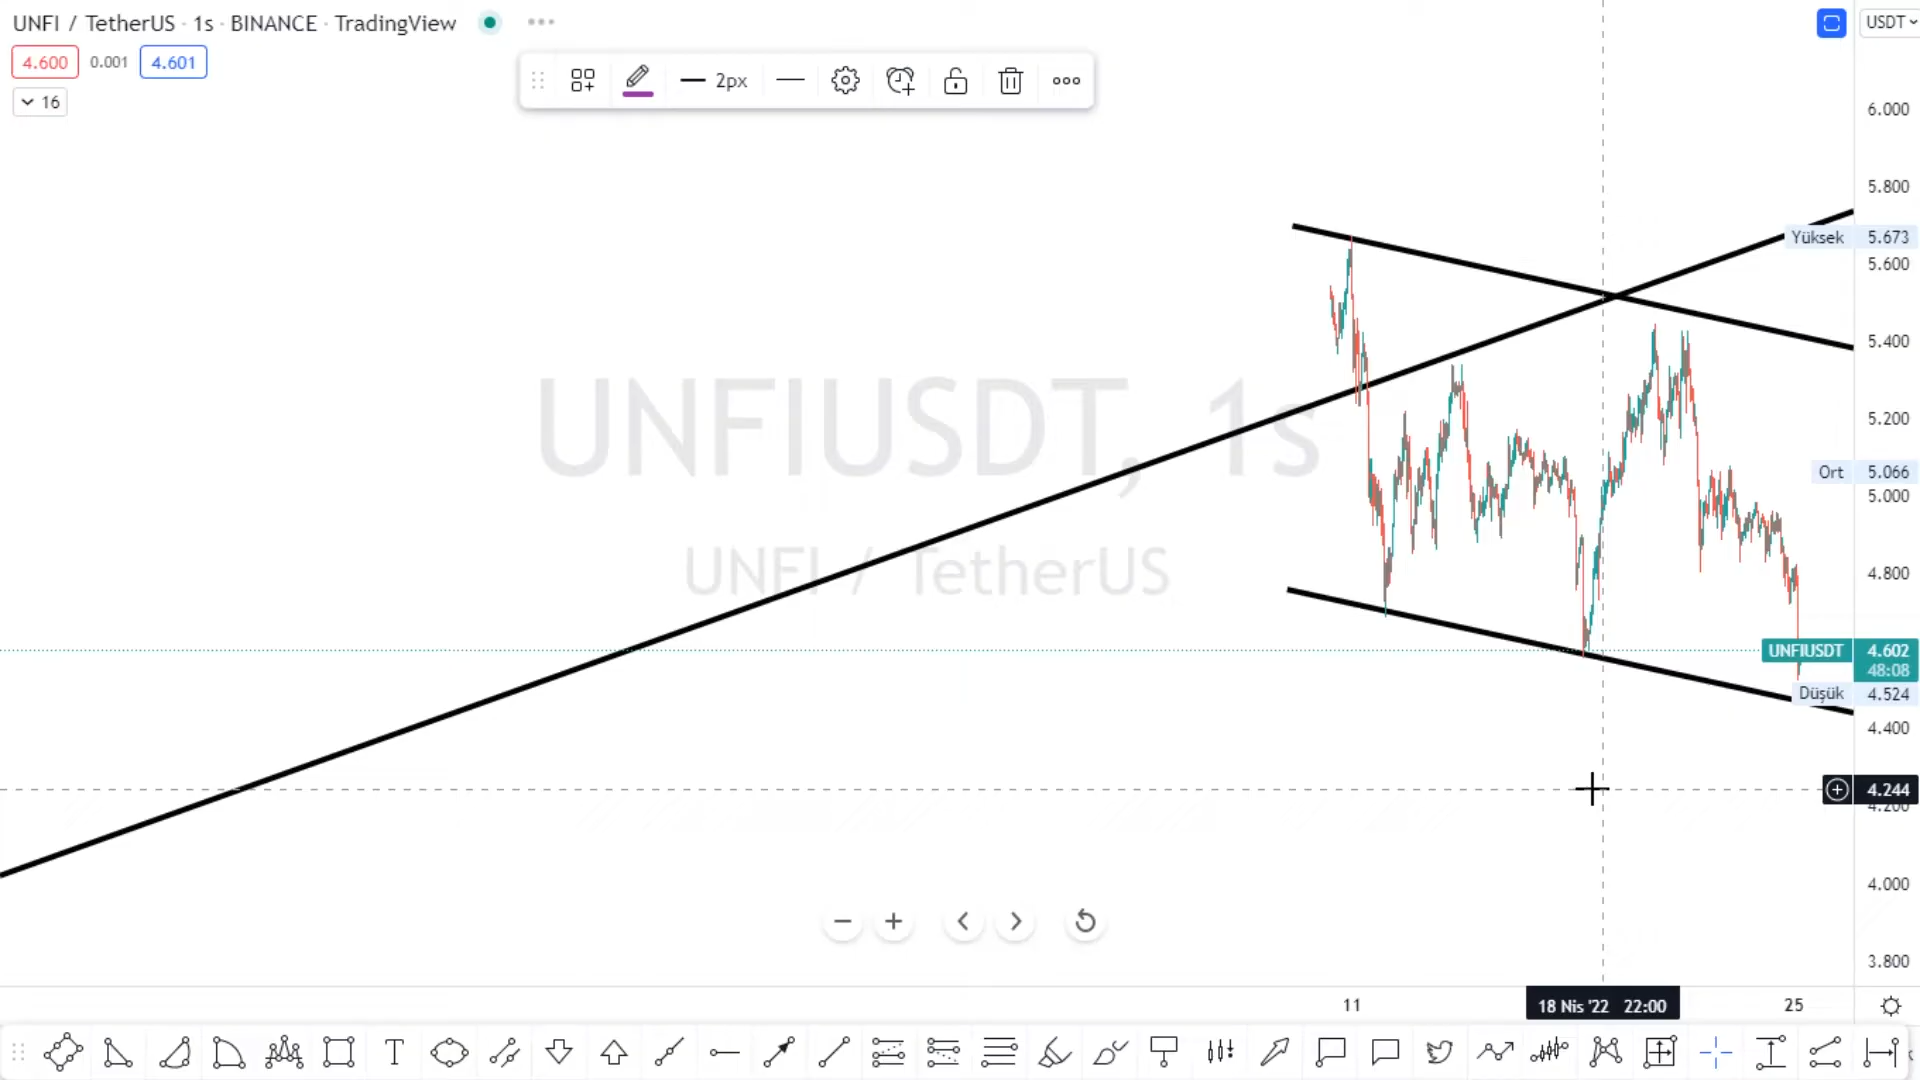 UNFI / TetherUS · 1s · BINANCE · TradingView
USDT
4.600 0.001 4.601
16
2px
6.000
5.800
Yüksek 5.673
5.600
5.400
5.200
UNFIUSDT, 1s
Ort 5.066
5.000
UNFI / TetherUS
4.800
UNFIUSDT 4.602
48:08
Düşük 4.524
4.400
4.244
4.200
4.000
3.800
11 18 Nis '22 22:00 25
T